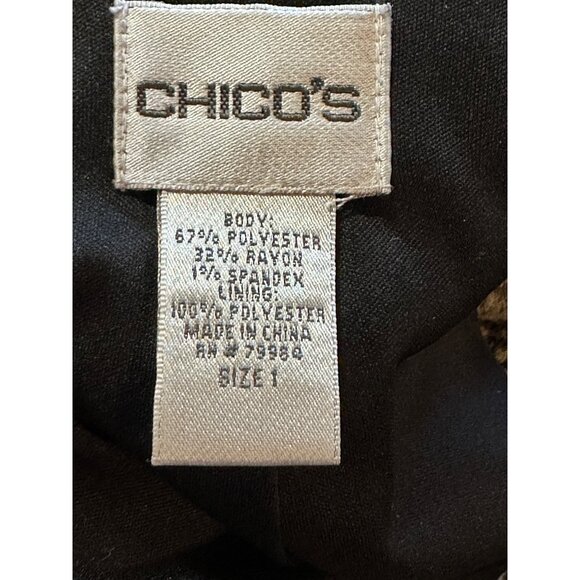 CHICO'S
BODY:
67% POLYESTER
32% RAYON
1% SPANDEX
LINING:
100% POLYESTER
MADE IN CHINA
RN # 79984
SIZE 1